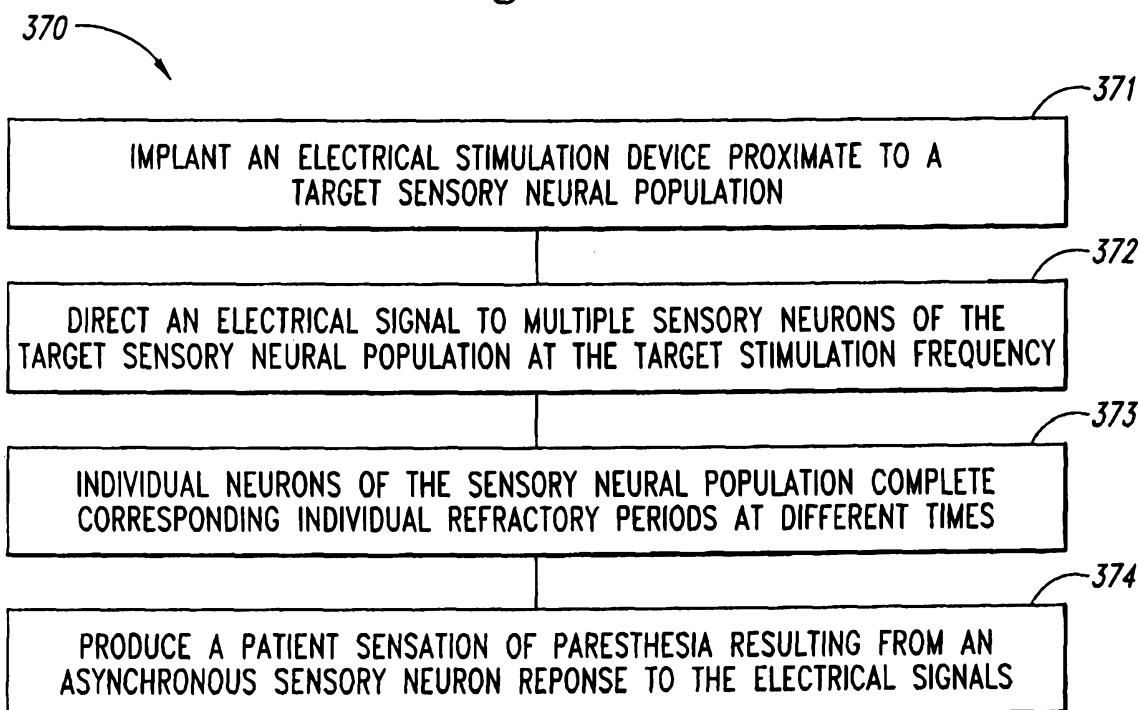 370
371
IMPLANT AN ELECTRICAL STIMULATION DEVICE PROXIMATE TO A
TARGET SENSORY NEURAL POPULATION
372
DIRECT AN ELECTRICAL SIGNAL TO MULTIPLE SENSORY NEURONS OF THE
TARGET SENSORY NEURAL POPULATION AT THE TARGET STIMULATION FREQUENCY
373
INDIVIDUAL NEURONS OF THE SENSORY NEURAL POPULATION COMPLETE
CORRESPONDING INDIVIDUAL REFRACTORY PERIODS AT DIFFERENT TIMES
374
PRODUCE A PATIENT SENSATION OF PARESTHESIA RESULTING FROM AN
ASYNCHRONOUS SENSORY NEURON REPONSE TO THE ELECTRICAL SIGNALS